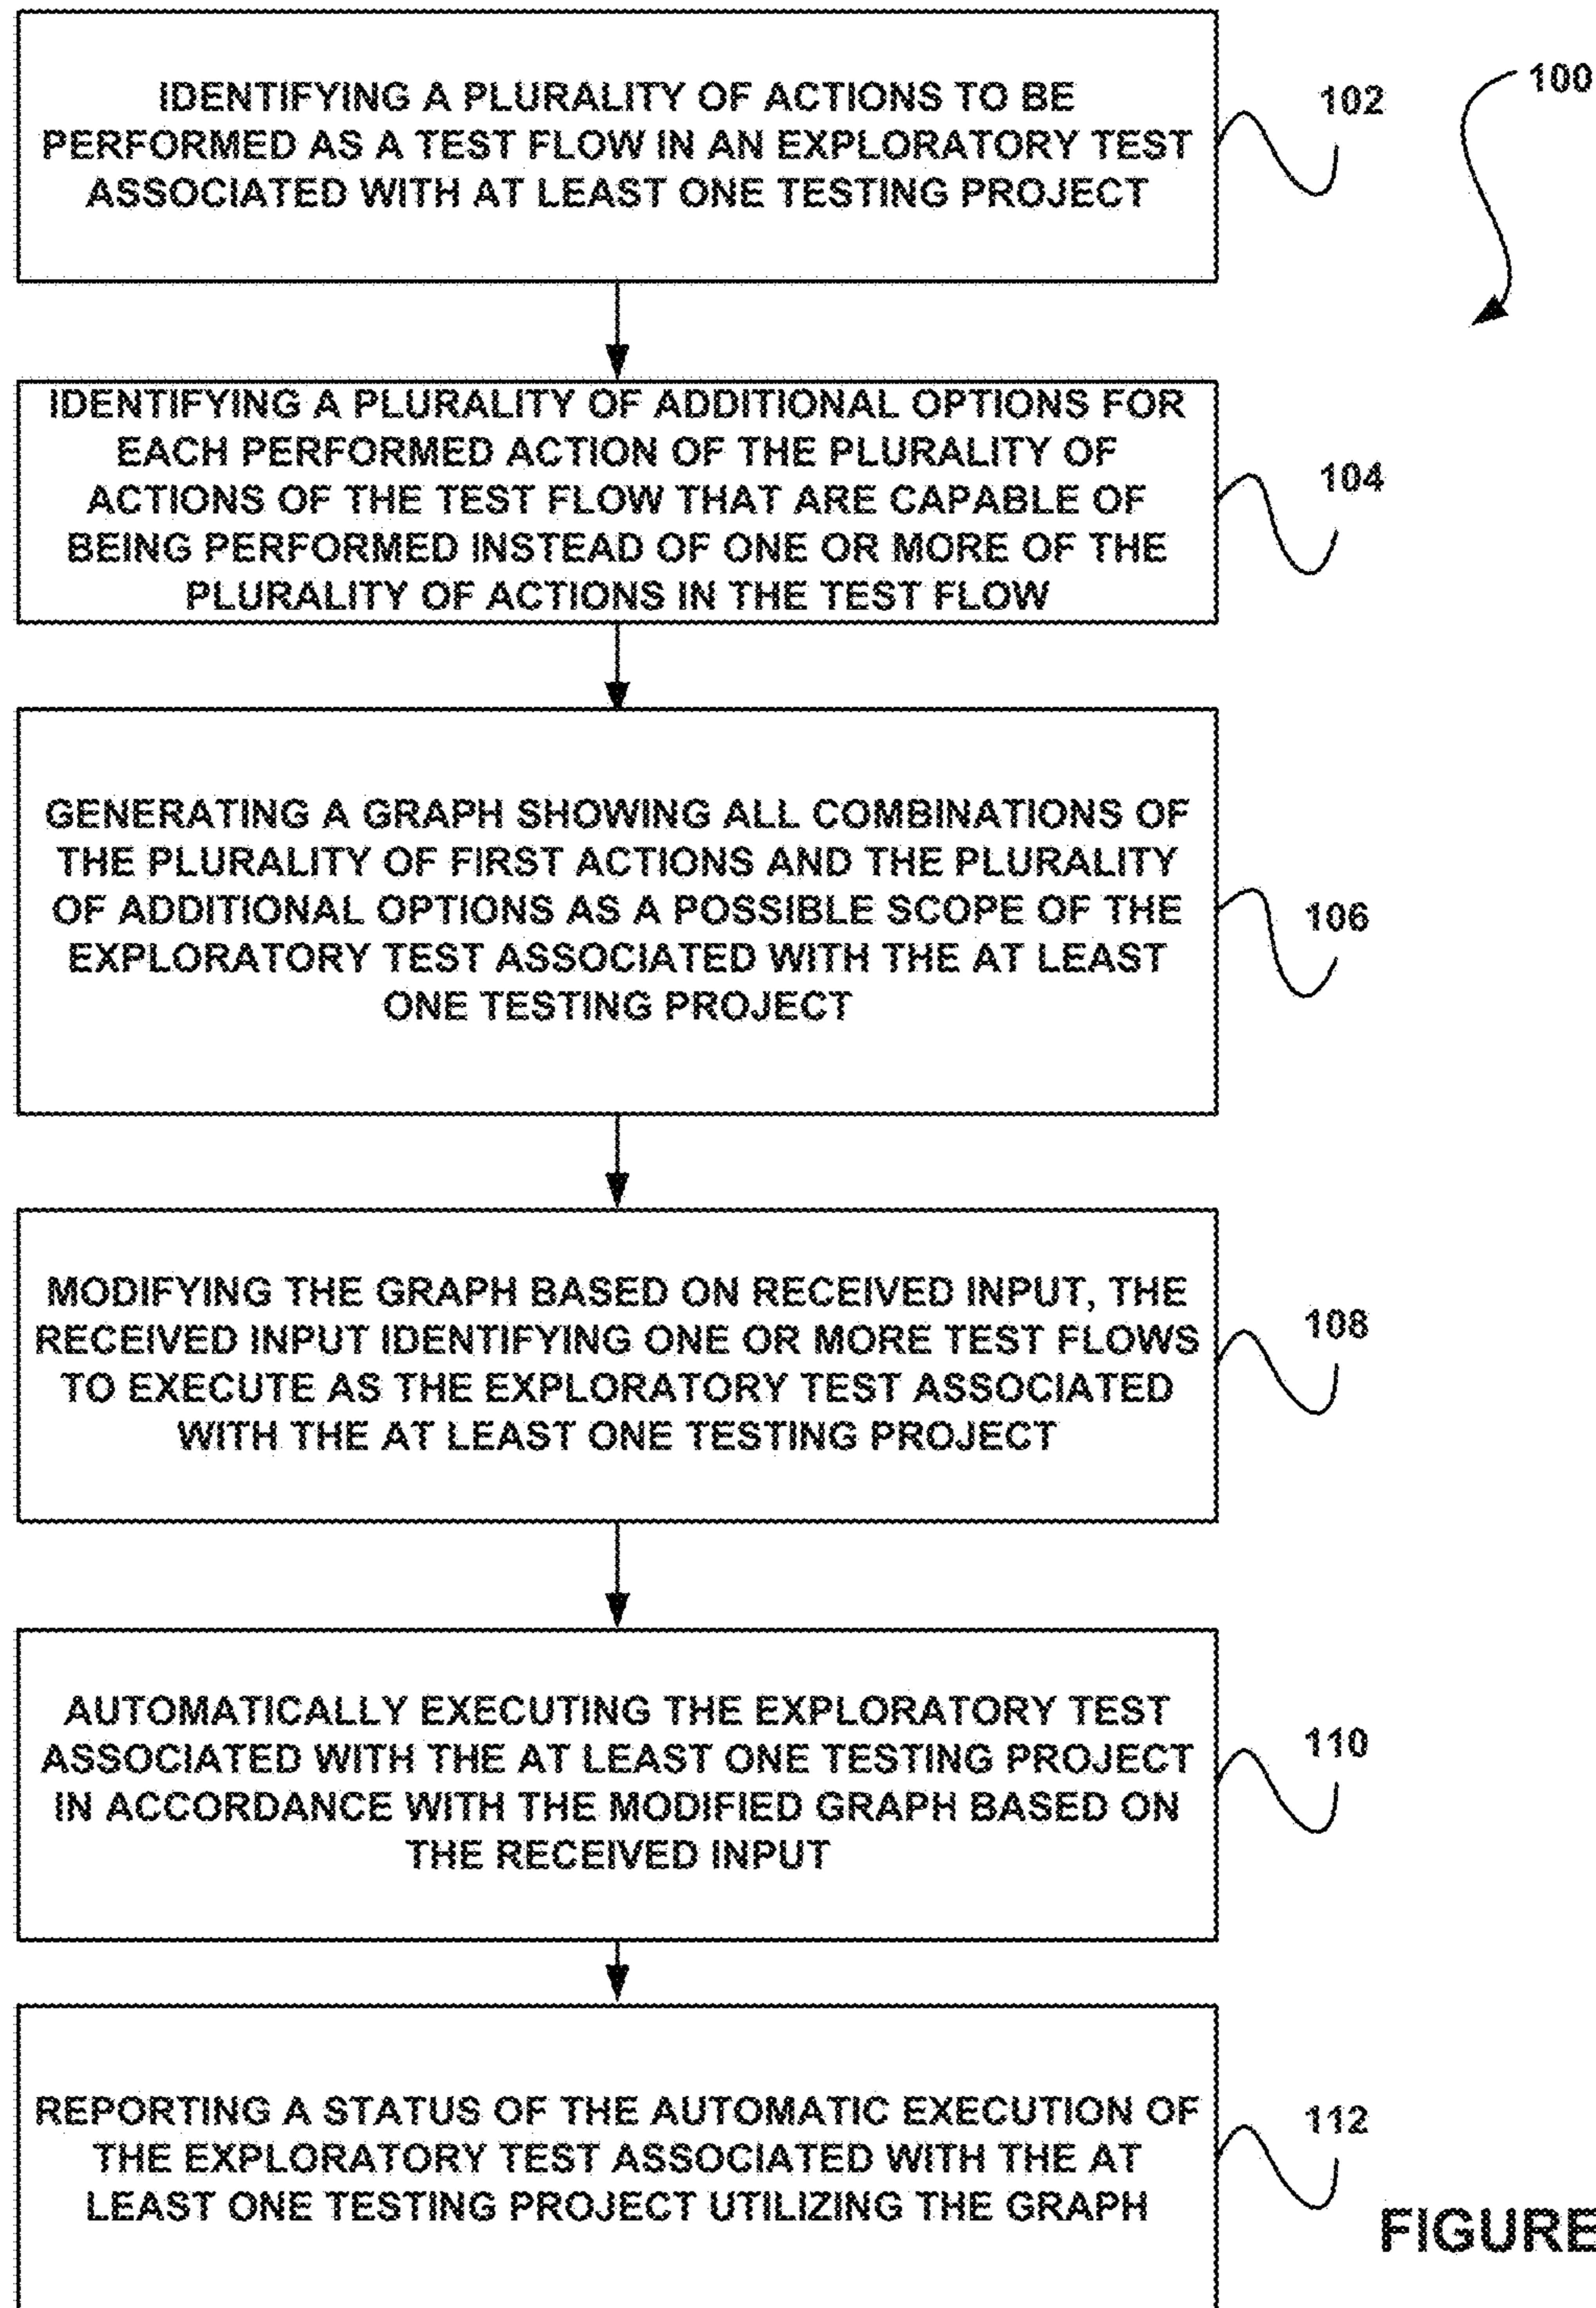 100
IDENTIFYING A PLURALITY OF ACTIONS TO BE
PERFORMED AS A TEST FLOW IN AN EXPLORATORY TEST
ASSOCIATED WITH AT LEAST ONE TESTING PROJECT
102
IDENTIFYING A PLURALITY OF ADDITIONAL OPTIONS FOR
EACH PERFORMED ACTION OF THE PLURALITY OF
ACTIONS OF THE TEST FLOW THAT ARE CAPABLE OF
BEING PERFORMED INSTEAD OF ONE OR MORE OF THE
PLURALITY OF ACTIONS IN THE TEST FLOW
104
GENERATING A GRAPH SHOWING ALL COMBINATIONS OF
THE PLURALITY OF FIRST ACTIONS AND THE PLURALITY
OF ADDITIONAL OPTIONS AS A POSSIBLE SCOPE OF THE
EXPLORATORY TEST ASSOCIATED WITH THE AT LEAST
ONE TESTING PROJECT
106
MODIFYING THE GRAPH BASED ON RECEIVED INPUT, THE
RECEIVED INPUT IDENTIFYING ONE OR MORE TEST FLOWS
TO EXECUTE AS THE EXPLORATORY TEST ASSOCIATED
WITH THE AT LEAST ONE TESTING PROJECT
108
AUTOMATICALLY EXECUTING THE EXPLORATORY TEST
ASSOCIATED WITH THE AT LEAST ONE TESTING PROJECT
IN ACCORDANCE WITH THE MODIFIED GRAPH BASED ON
THE RECEIVED INPUT
110
REPORTING A STATUS OF THE AUTOMATIC EXECUTION OF
THE EXPLORATORY TEST ASSOCIATED WITH THE AT
LEAST ONE TESTING PROJECT UTILIZING THE GRAPH
112
FIGURE